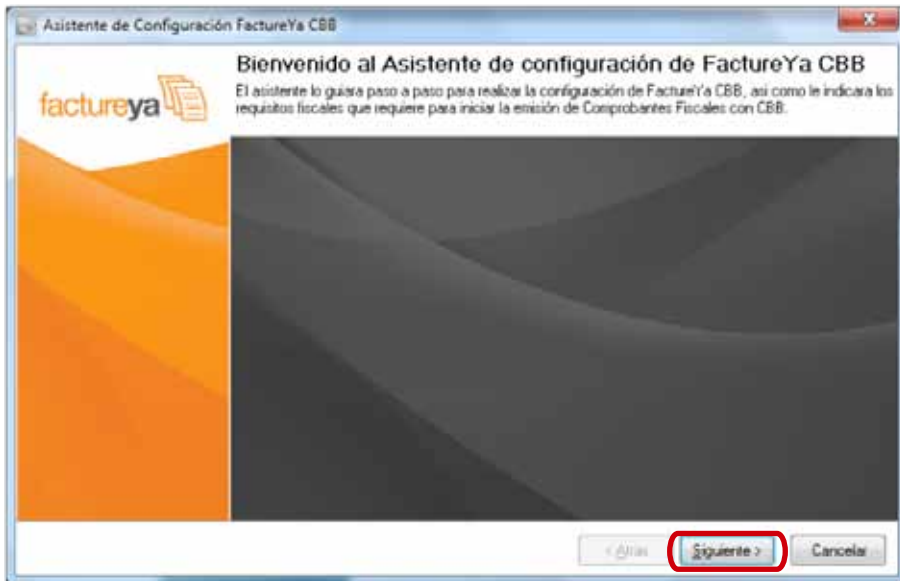 Asistente de Configuración FactureYa CBB
factureya
Bienvenido al Asistente de configuración de FactureYa CBB
El asistente lo guiara paso a paso para realizar la configuración de FactureYa CBB, asi como le indicara los
requisitos fiscales que requiere para iniciar la emisión de Comprobantes Fiscales con CBB.
< Atras
Siguiente >
Cancelar